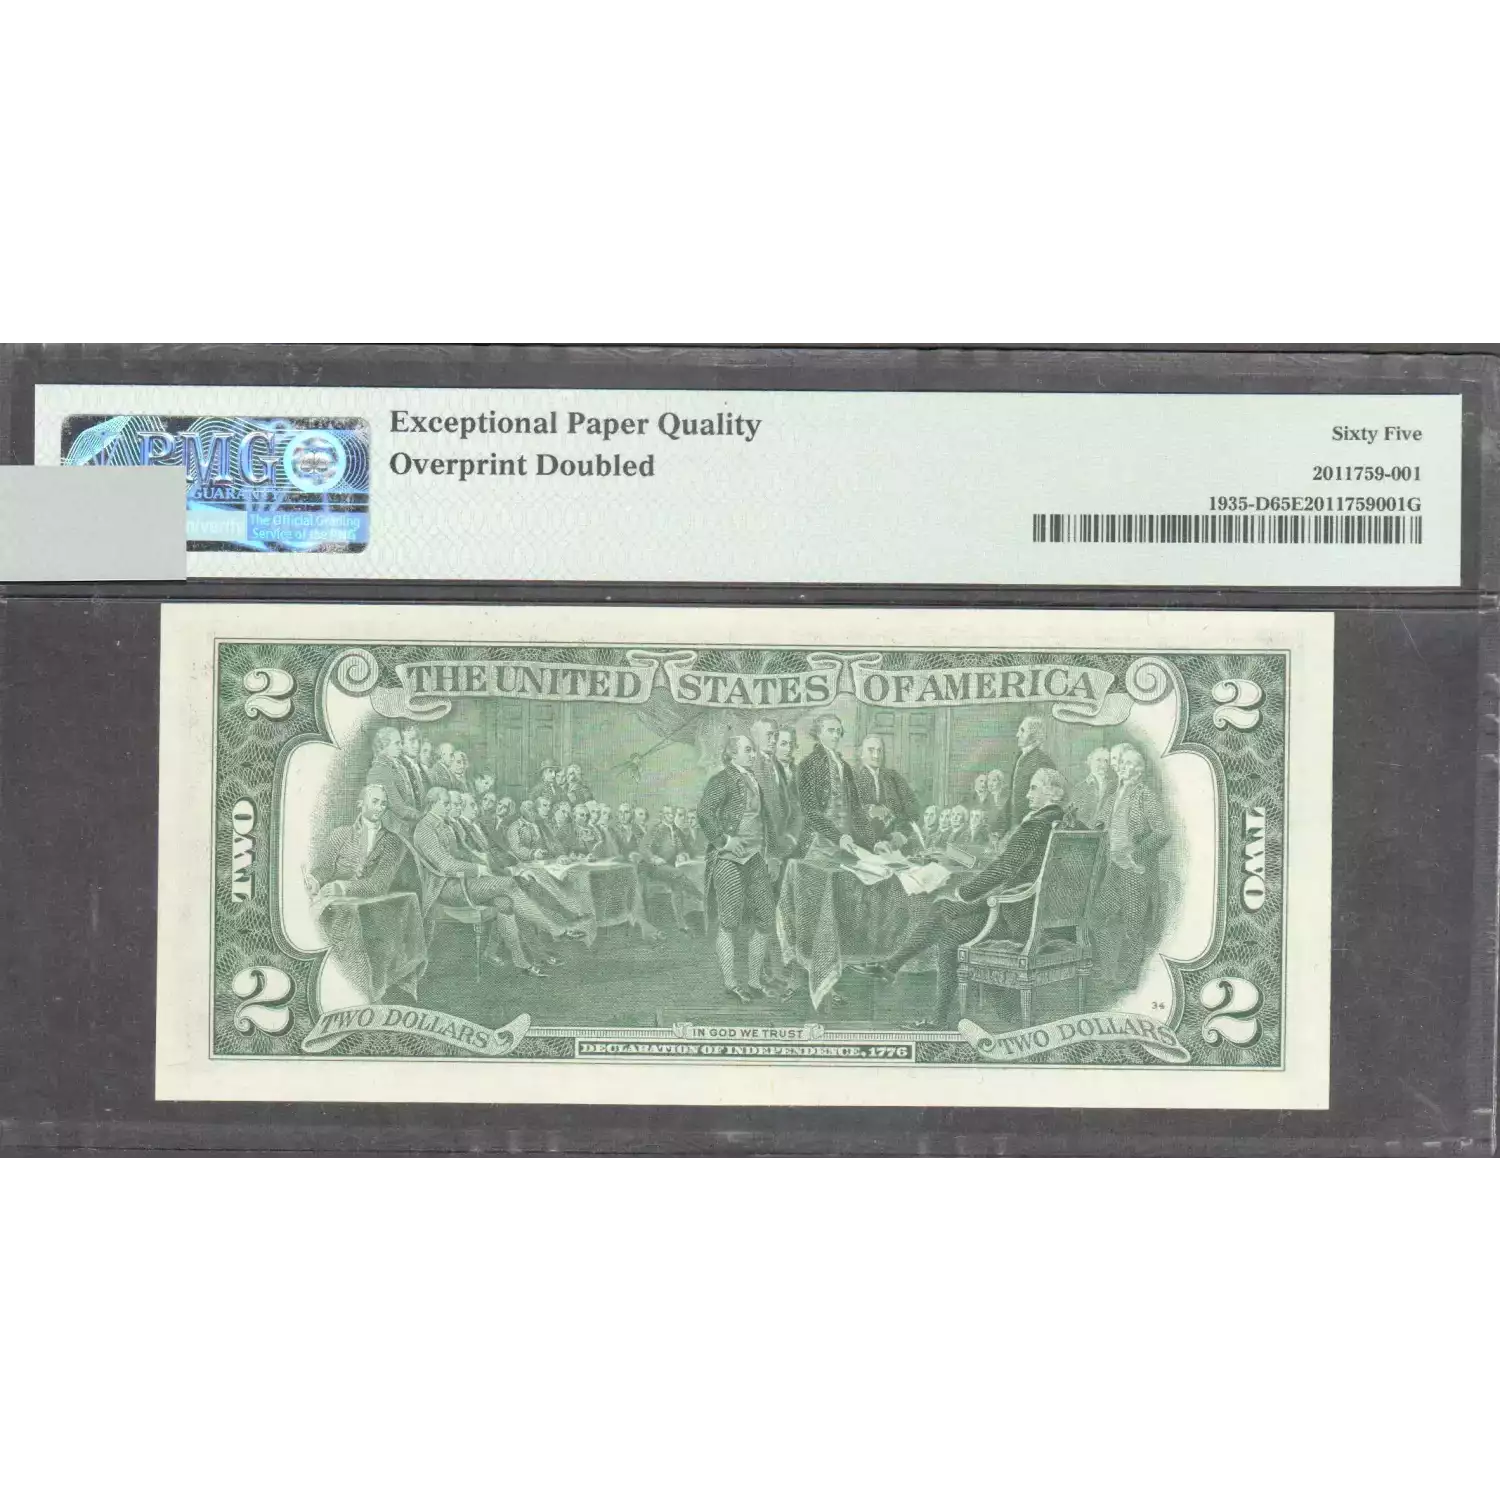 PMG
GUARANTY
The Official Grading
Service of the PNG
Exceptional Paper Quality
Overprint Doubled
Sixty Five
2011759-001
1935-D65E2011759001G
2 THE UNITED STATES OF AMERICA 2
TWO
TWO
34
2 TWO DOLLARS
IN GOD WE TRUST
TWO DOLLARS 2
DECLARATION OF INDEPENDENCE, 1776